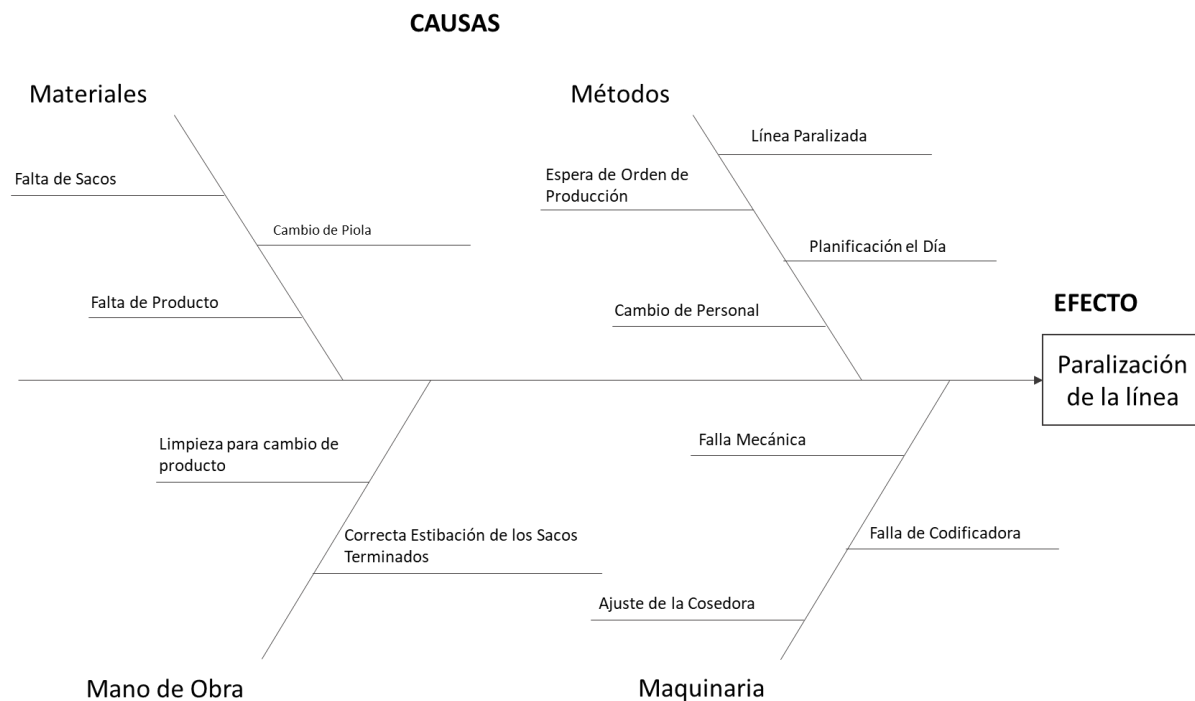 CAUSAS
Materiales
Métodos
Línea Paralizada
Falta de Sacos
Espera de Orden de
Producción
Cambio de Piola
Planificación el Día
Falta de Producto
Cambio de Personal
EFECTO
Paralización
de la línea
Limpieza para cambio de
producto
Falla Mecánica
Correcta Estibación de los Sacos
Terminados
Falla de Codificadora
Ajuste de la Cosedora
Mano de Obra
Maquinaria